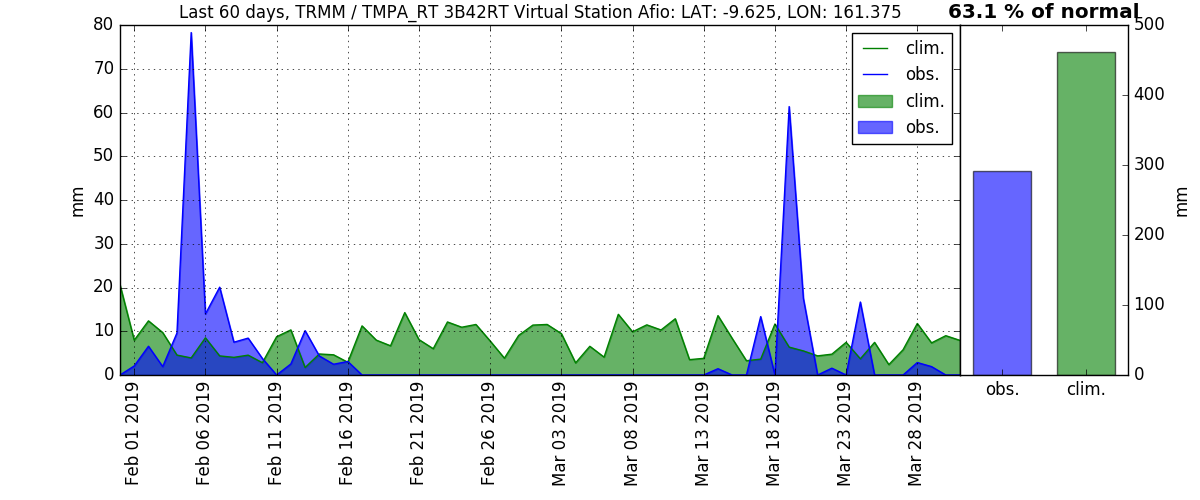 Last 60 days, TRMM / TMPA_RT 3B42RT Virtual Station Afio: LAT: -9.625, LON: 161.375
63.1 % of normal
80
70
60
50
40
30
20
10
0
mm
clim.
obs.
clim.
obs.
Feb 01 2019
Feb 06 2019
Feb 11 2019
Feb 16 2019
Feb 21 2019
Feb 26 2019
Mar 03 2019
Mar 08 2019
Mar 13 2019
Mar 18 2019
Mar 23 2019
Mar 28 2019
500
400
300
200
100
0
mm
obs.
clim.